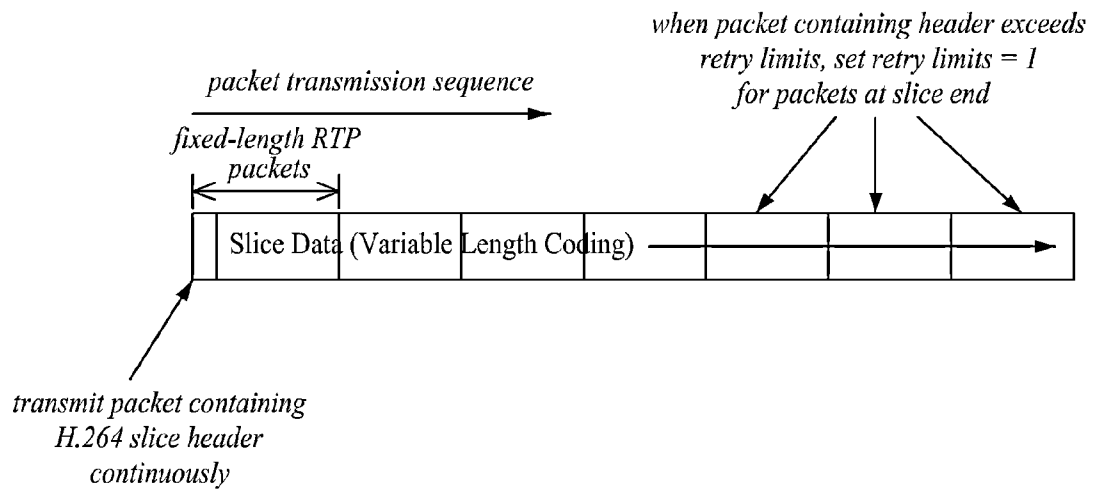 when packet containing header exceeds
retry limits, set retry limits = 1
for packets at slice end
packet transmission sequence
fixed-length RTP
packets
Slice Data (Variable Length Coding)
transmit packet containing
H.264 slice header
continuously